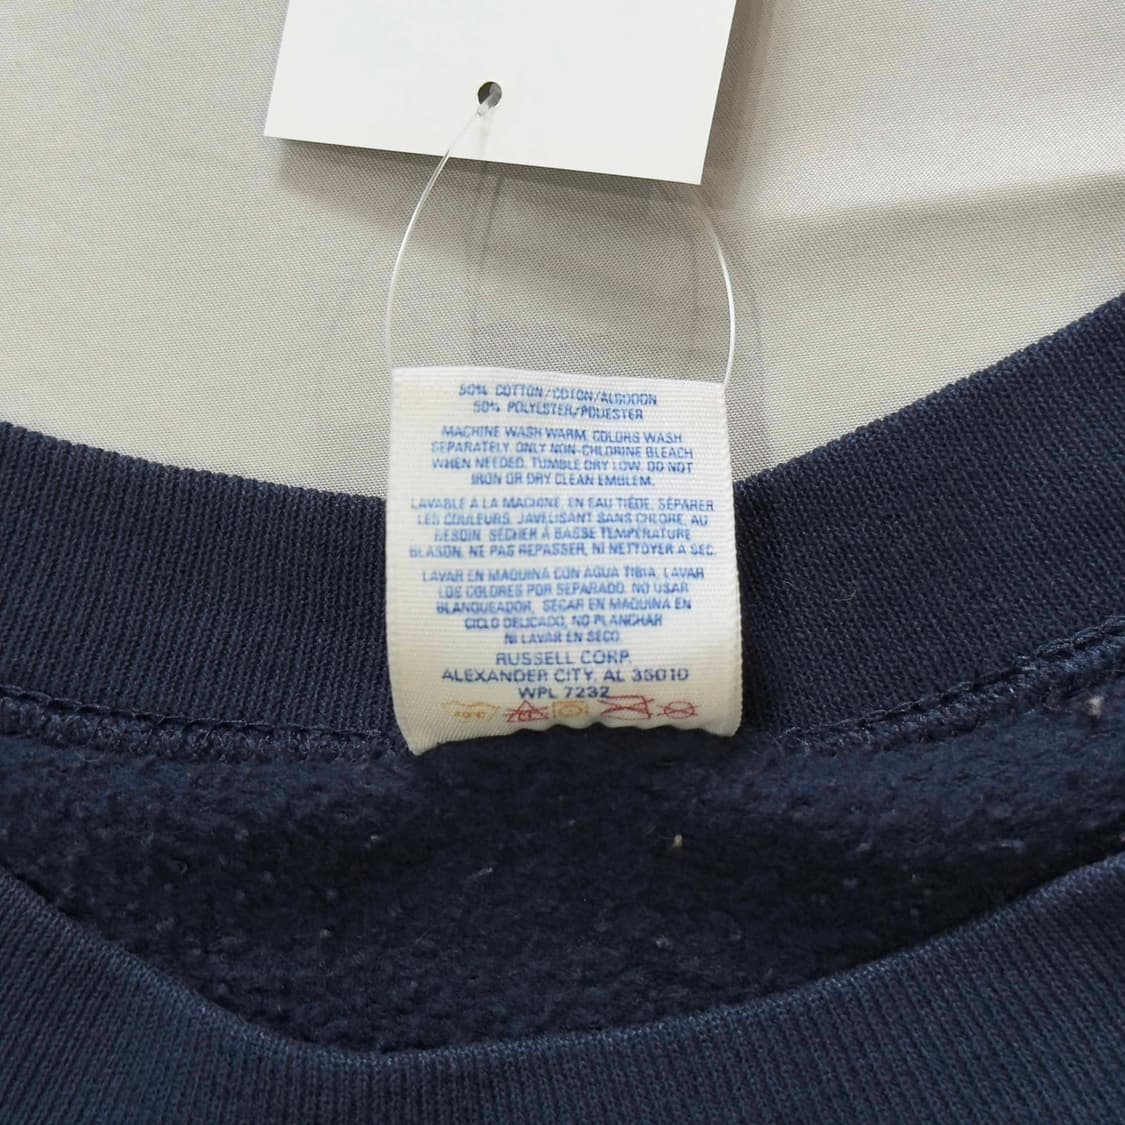 50% COTTON/COTON/ALGODON
50% POLYESTER/POLIESTER
MACHINE WASH WARM, COLORS WASH
SEPARATELY. ONLY NON-CHLORINE BLEACH
WHEN NEEDED. TUMBLE DRY LOW. DO NOT
IRON OR DRY CLEAN EMBLEM.
LAVABLE À LA MACHINE, EN EAU TIÈDE, SÉPARER
LES COULEURS, JAVELISANT SANS CHLORE, AU
BESOIN. SÉCHER À BASSE TEMPÉRATURE
BLASON, NE PAS REPASSER, NI NETTOYER À SEC.
LAVAR EN MAQUINA CON AGUA TIBIA, LAVAR
LOS COLORES POR SEPARADO. NO USAR
BLANQUEADOR, SECAR EN MAQUINA EN
CICLO DELICADO, NO PLANCHAR
NI LAVAR EN SECO
RUSSELL CORP.
ALEXANDER CITY, AL 35010
WPL 7232